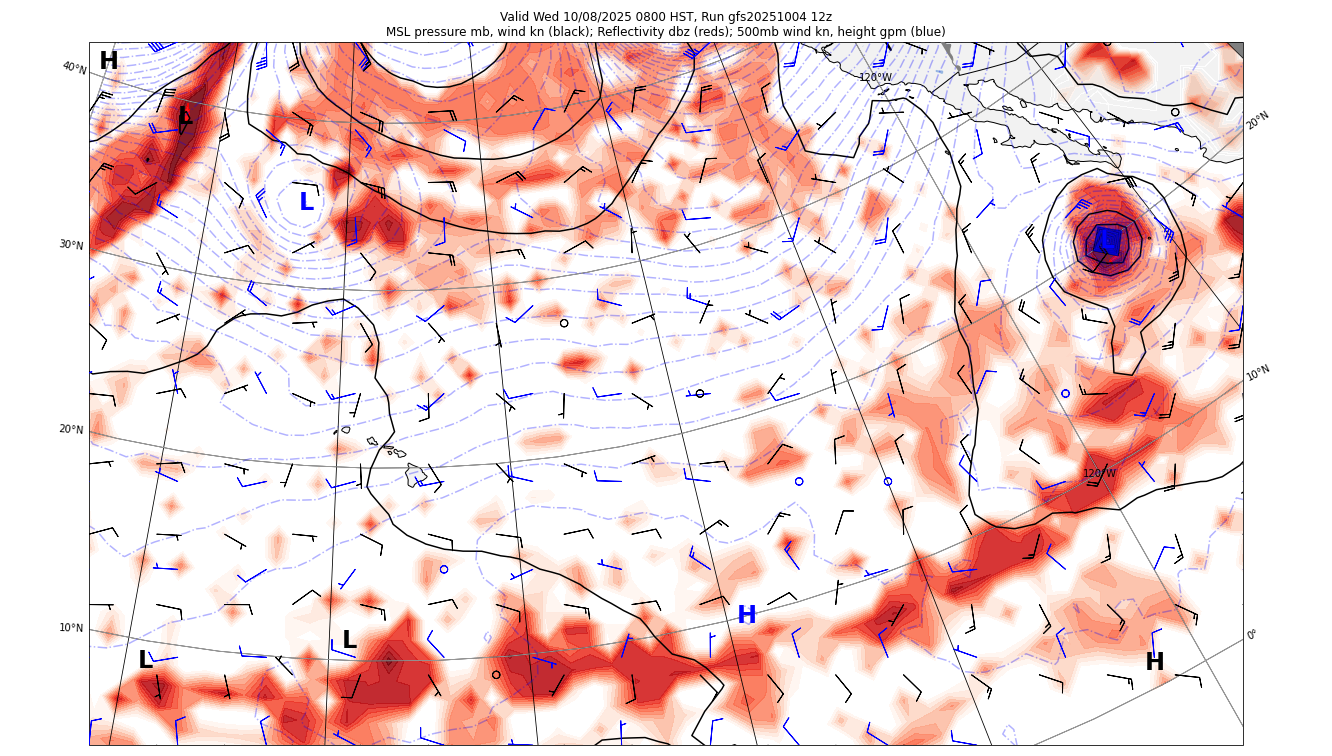 Valid Wed 10/08/2025 0800 HST, Run gfs20251004 12z
MSL pressure mb, wind kn (black); Reflectivity dbz (reds); 500mb wind kn, height gpm (blue)
H
40°N
120°W
L
20°N
L
30°N
10°N
20°N
120°W
10°N
H
0°
L
L
H